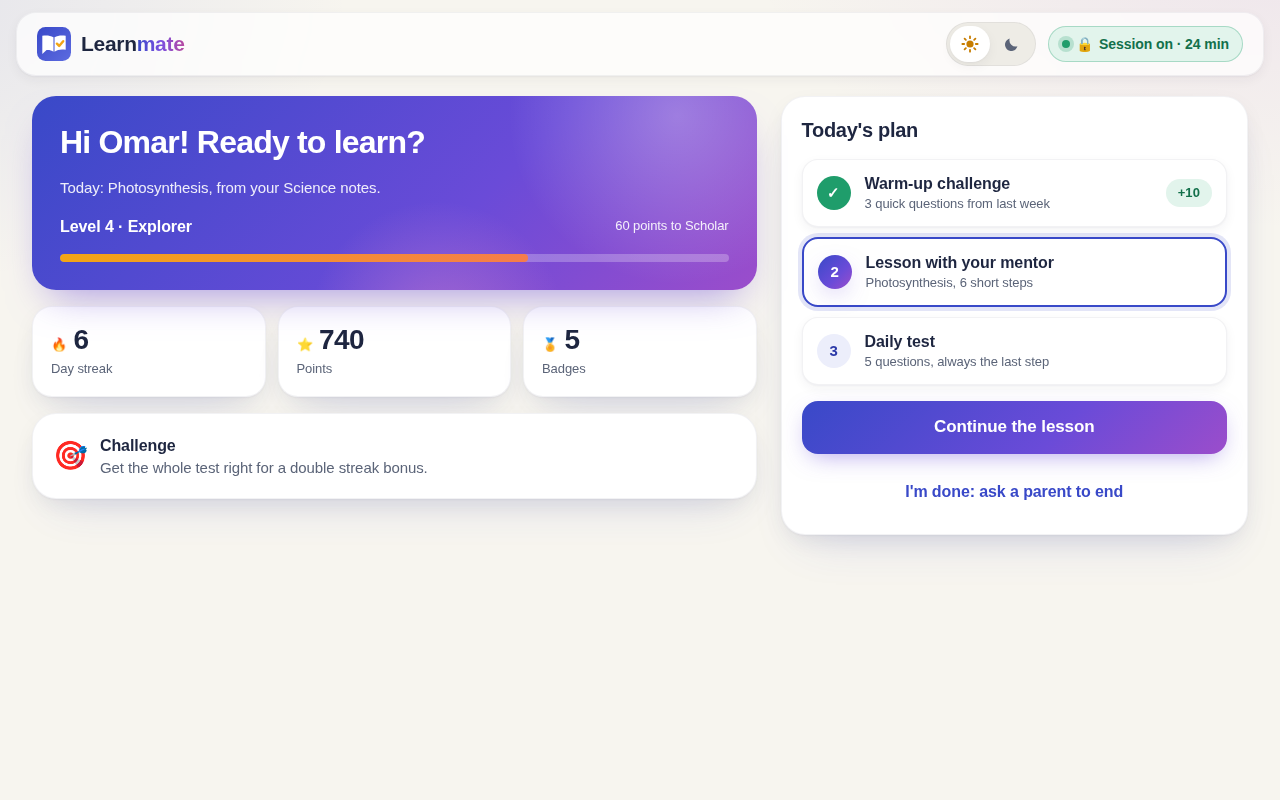 Learnmate
Session on · 24 min
Hi Omar! Ready to learn?
Today: Photosynthesis, from your Science notes.
Level 4 · Explorer
60 points to Scholar
6
Day streak
740
Points
5
Badges
Challenge
Get the whole test right for a double streak bonus.
Today's plan
Warm-up challenge
3 quick questions from last week
+10
2
Lesson with your mentor
Photosynthesis, 6 short steps
3
Daily test
5 questions, always the last step
Continue the lesson
I'm done: ask a parent to end